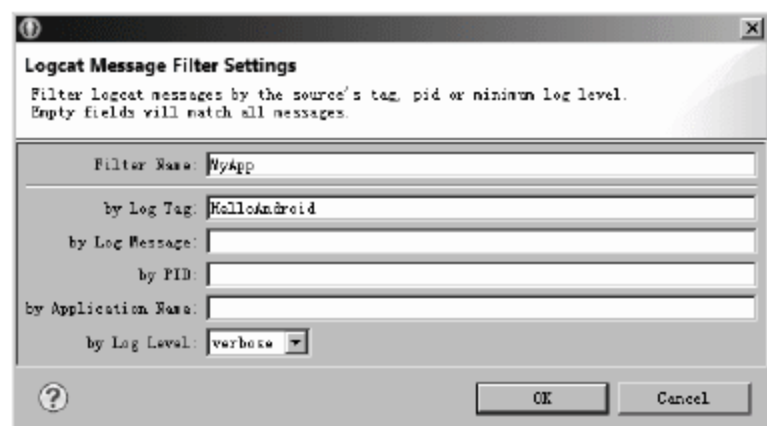 Logcat Message Filter Settings
Filter logcat messages by the source's tag, pid or minimum log level.
Empty fields will match all messages.
Filter Name: MyApp
by Log Tag: HelloAndroid
by Log Message:
by PID:
by Application Name:
by Log Level: verbose
? OK Cancel